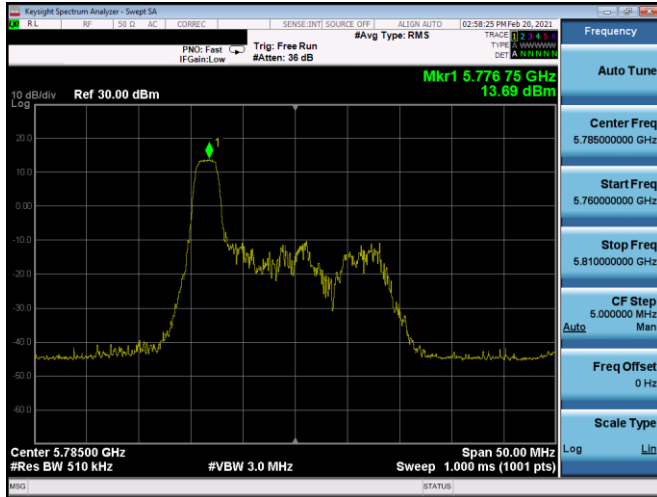 Keysight Spectrum Analyzer - Swept SA
RL RF 50 Ω AC CORREC SENSE:INT SOURCE OFF ALIGN AUTO 02:58:25 PM Feb 20, 2021
#Avg Type: RMS
TRACE 1 2 3 4 5 6
PNO: Fast Trig: Free Run
TYPE A WWWWW
IFGain:Low #Atten: 36 dB
DET A N N N N N
Mkr1 5.776 75 GHz
13.69 dBm
10 dB/div Ref 30.00 dBm
Log
1
20.0
10.0
0.00
-10.0
-20.0
-30.0
-40.0
-50.0
-60.0
Center 5.78500 GHz Span 50.00 MHz
#Res BW 510 kHz #VBW 3.0 MHz Sweep 1.000 ms (1001 pts)
MSG STATUS
Frequency
Auto Tune
Center Freq
5.785000000 GHz
Start Freq
5.760000000 GHz
Stop Freq
5.810000000 GHz
CF Step
5.000000 MHz
Auto Man
Freq Offset
0 Hz
Scale Type
Log Lin